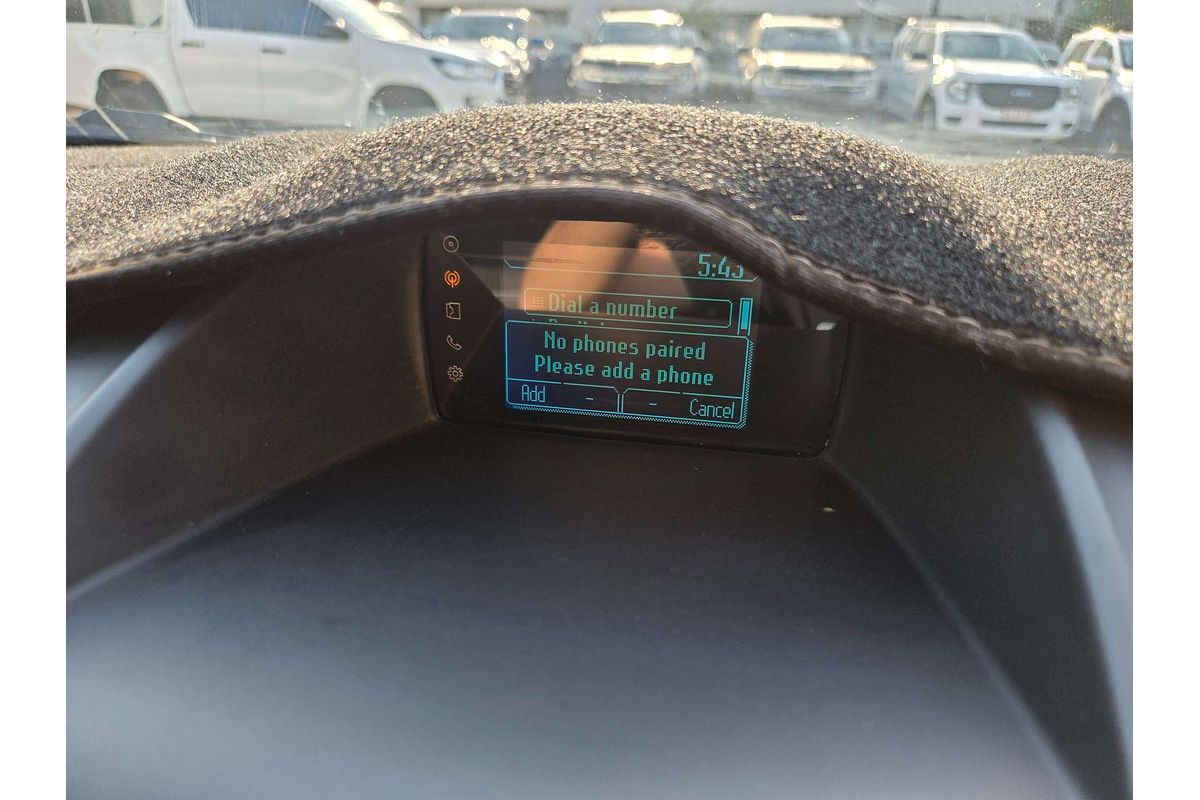 5:43
Dial a number
No phones paired
Please add a phone
Add - - Cancel